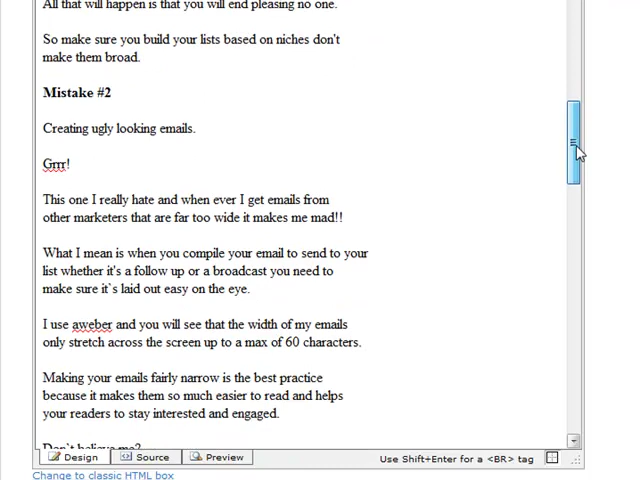 All that will happen is that you will end pleasing no one.
So make sure you build your lists based on niches don't
make them broad.
Mistake #2
Creating ugly looking emails.
Grrr!
This one I really hate and when ever I get emails from
other marketers that are far too wide it makes me mad!!
What I mean is when you compile your email to send to your
list whether it's a follow up or a broadcast you need to
make sure it`s laid out easy on the eye.
I use aweber and you will see that the width of my emails
only stretch across the screen up to a max of 60 characters.
Making your emails fairly narrow is the best practice
because it makes them so much easier to read and helps
your readers to stay interested and engaged.
Don`t believe me?
Design Source Preview Use Shift+Enter for a <BR> tag
Change to classic HTML box